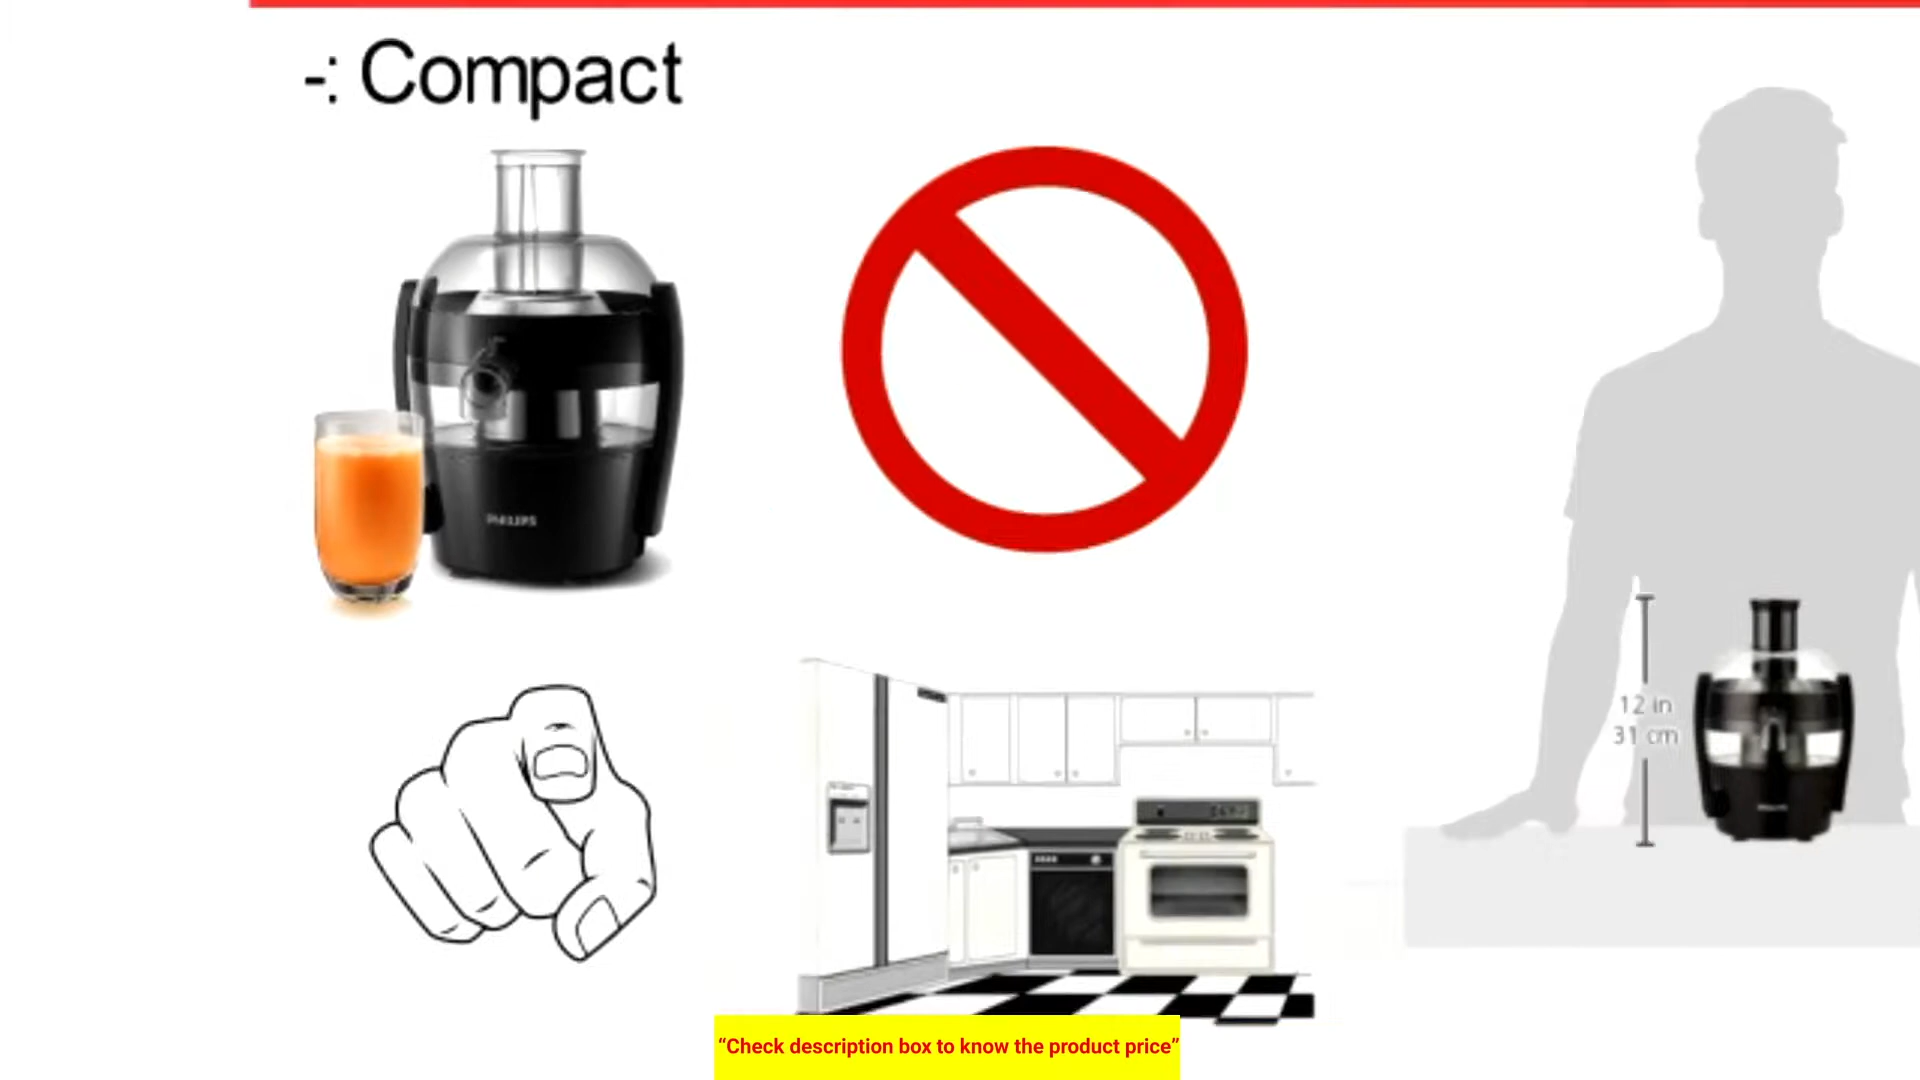 -: Compact
PHILIPS
12 in
31 cm
“Check description box to know the product price”